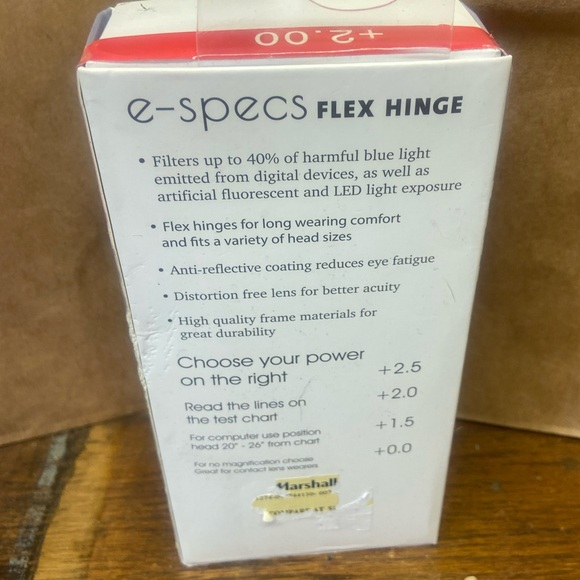 +2.00
e-specs FLEX HINGE
• Filters up to 40% of harmful blue light
emitted from digital devices, as well as
artificial fluorescent and LED light exposure
• Flex hinges for long wearing comfort
and fits a variety of head sizes
• Anti-reflective coating reduces eye fatigue
• Distortion free lens for better acuity
• High quality frame materials for
great durability
Choose your power
on the right
+2.5
Read the lines on
the test chart
+2.0
For computer use position
head 20" - 26" from chart
+1.5
For no magnification choose
Great for contact lens wearers
+0.0
Marshall